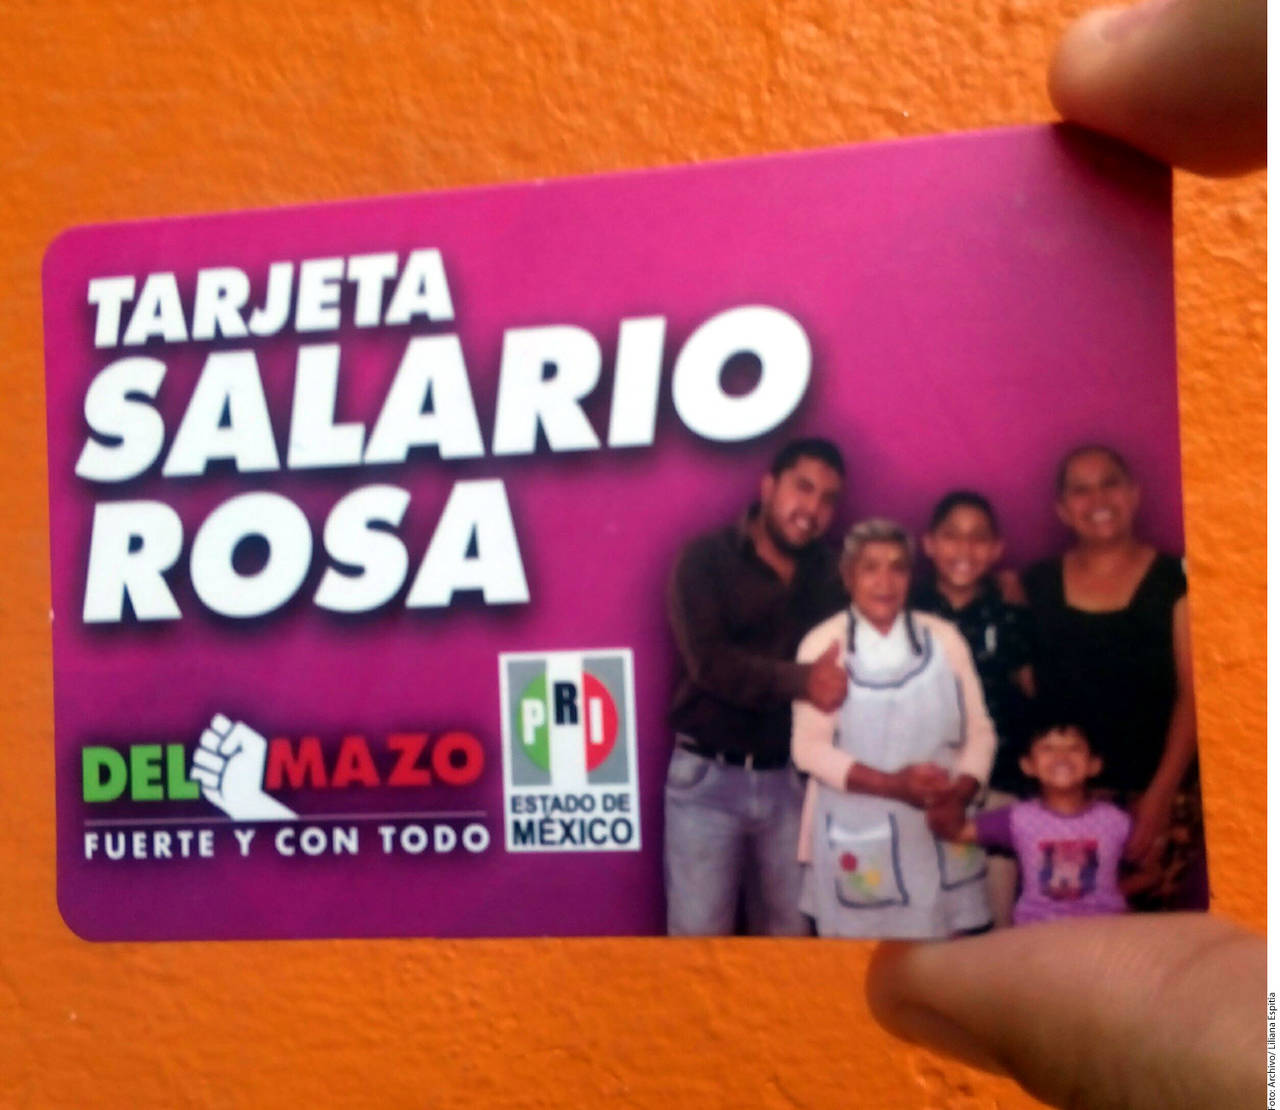 TARJETA
SALARIO
ROSA
DEL MAZO
FUERTE Y CON TODO
PRI
ESTADO DE
MÉXICO
Foto: Archivo/ Liliana Espitia